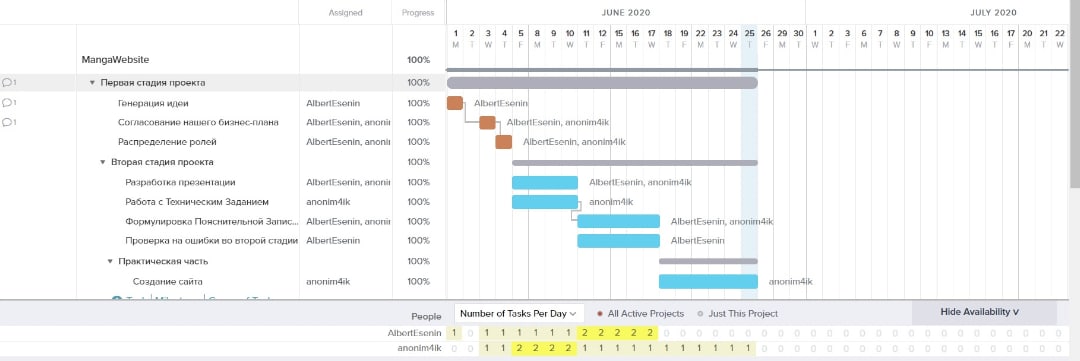 Assigned Progress JUNE 2020 JULY 2020
1 2 3 4 5 8 9 10 11 12 15 16 17 18 19 22 23 24 25 26 29 30 1 2 3 6 7 8 9 10 13 14 15 16 17 20 21 22
M T W T F M T W T F M T W T F M T W T F M T W T F M T W T F M T W T F M T W
MangaWebsite 100%
1 Первая стадия проекта 100%
1 Генерация идеи AlbertEsenin 100% AlbertEsenin
1 Согласование нашего бизнес-плана AlbertEsenin, anonin 100% AlbertEsenin, anonim4ik
Распределение ролей AlbertEsenin, anonin 100% AlbertEsenin, anonim4ik
Вторая стадия проекта 100%
Разработка презентации AlbertEsenin, anonin 100% AlbertEsenin, anonim4ik
Работа с Техническим Заданием anonim4ik 100% anonim4ik
Формулировка Пояснительной Запис... AlbertEsenin, anonin 100% AlbertEsenin, anonim4ik
Проверка на ошибки во второй стадии AlbertEsenin 100% AlbertEsenin
Практическая часть 100%
Создание сайта anonim4ik 100% anonim4ik
People Number of Tasks Per Day All Active Projects Just This Project Hide Availability
AlbertEsenin 1 0 1 1 1 1 1 1 2 2 2 2 2 0 0 0 0 0 0 0 0 0 0 0 0 0 0 0 0 0 0 0 0 0 0 0 0 0
anonim4ik 0 0 1 1 2 2 2 2 1 1 1 1 1 1 1 1 1 1 1 0 0 0 0 0 0 0 0 0 0 0 0 0 0 0 0 0 0 0